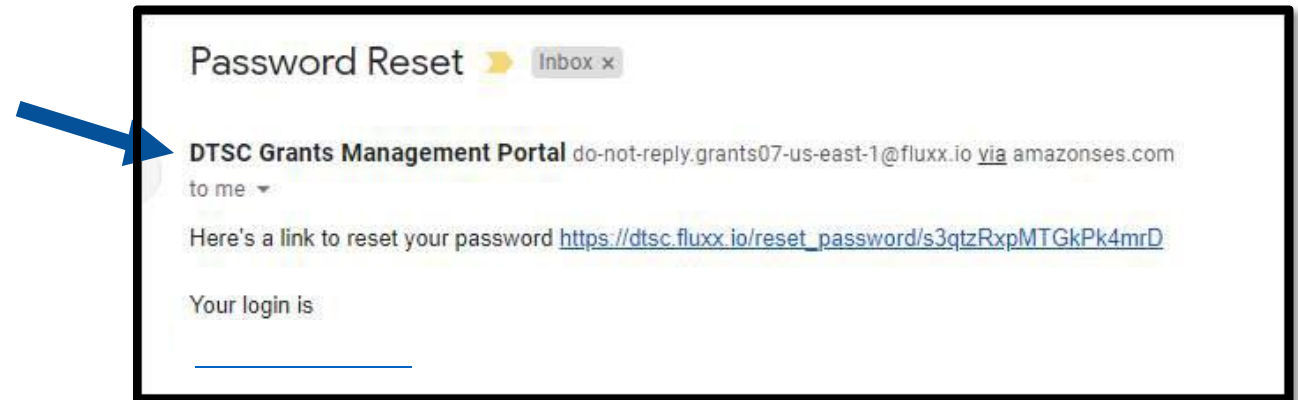 Password Reset Inbox x
DTSC Grants Management Portal do-not-reply.grants07-us-east-1@fluxx.io via amazonses.com
to me
Here's a link to reset your password https://dtsc.fluxx.io/reset_password/s3qtzRxpMTGkPk4mrD
Your login is